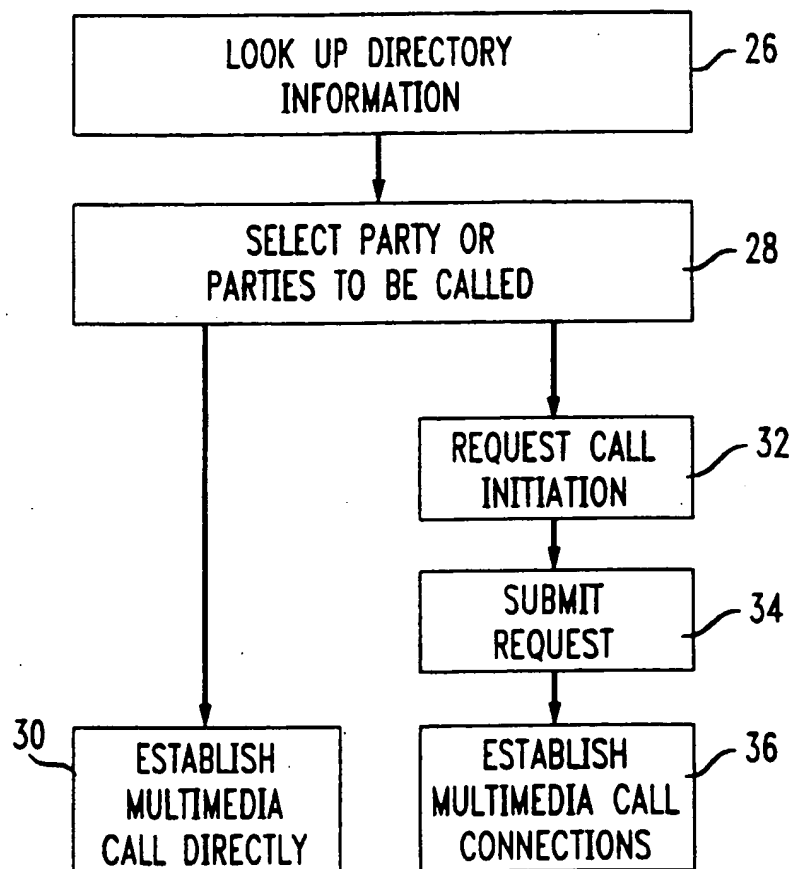 LOOK UP DIRECTORY
INFORMATION
26
SELECT PARTY OR
PARTIES TO BE CALLED
28
REQUEST CALL
INITIATION
32
SUBMIT
REQUEST
34
30
ESTABLISH
MULTIMEDIA
CALL DIRECTLY
ESTABLISH
MULTIMEDIA CALL
CONNECTIONS
36